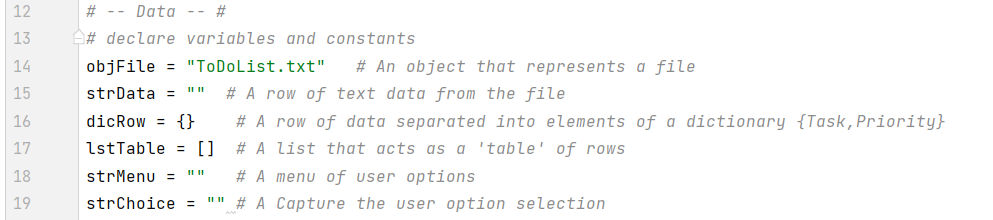 12 # -- Data -- #
13 # declare variables and constants
14 objFile = "ToDoList.txt"   # An object that represents a file
15 strData = ""  # A row of text data from the file
16 dicRow = {}    # A row of data separated into elements of a dictionary {Task,Priority}
17 lstTable = []  # A list that acts as a 'table' of rows
18 strMenu = ""   # A menu of user options
19 strChoice = "" # A Capture the user option selection